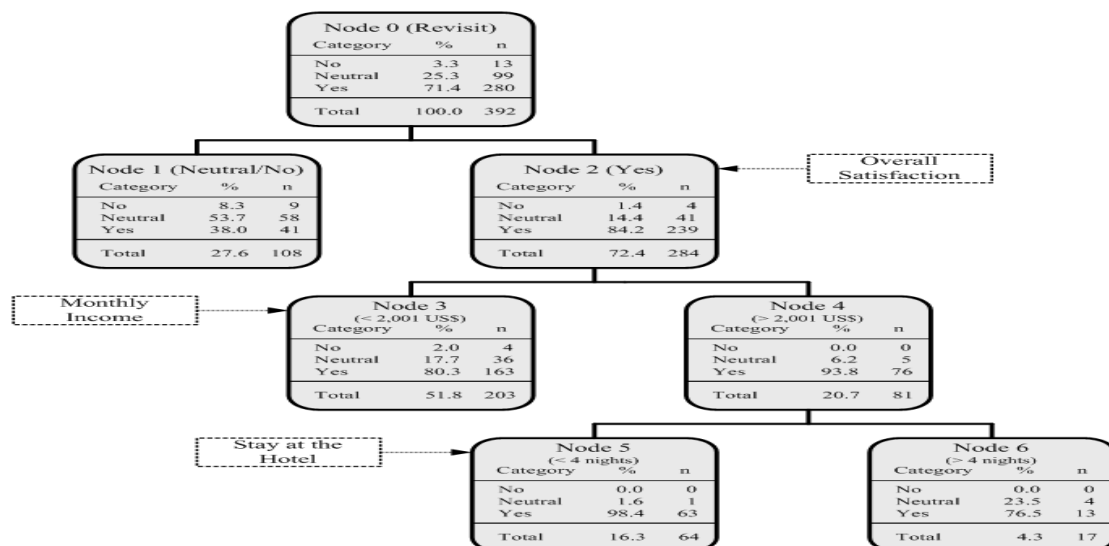 Node 0 (Revisit)
Category % n
No 3.3 13
Neutral 25.3 99
Yes 71.4 280
Total 100.0 392
Node 1 (Neutral/No)
Category % n
No 8.3 9
Neutral 53.7 58
Yes 38.0 41
Total 27.6 108
Node 2 (Yes)
Category % n
No 1.4 4
Neutral 14.4 41
Yes 84.2 239
Total 72.4 284
Overall
Satisfaction
Monthly
Income
Node 3
(< 2,001 US$)
Category % n
No 2.0 4
Neutral 17.7 36
Yes 80.3 163
Total 51.8 203
Node 4
(> 2,001 US$)
Category % n
No 0.0 0
Neutral 6.2 5
Yes 93.8 76
Total 20.7 81
Stay at the
Hotel
Node 5
(< 4 nights)
Category % n
No 0.0 0
Neutral 1.6 1
Yes 98.4 63
Total 16.3 64
Node 6
(> 4 nights)
Category % n
No 0.0 0
Neutral 23.5 4
Yes 76.5 13
Total 4.3 17